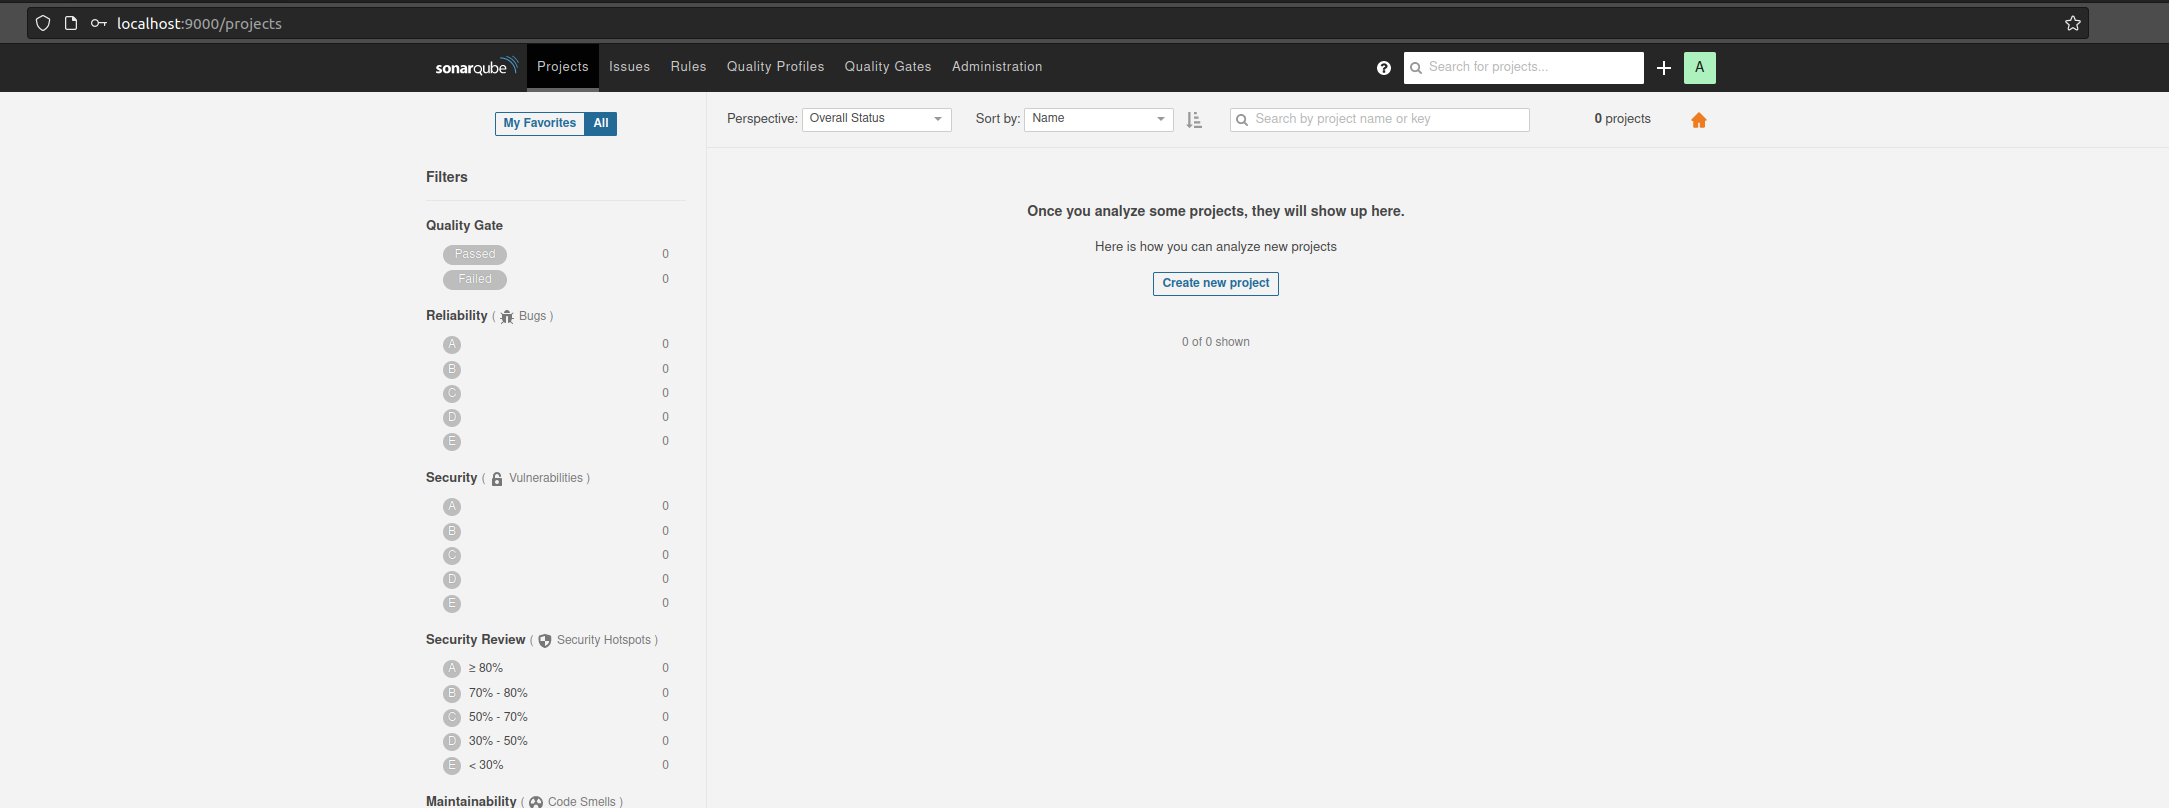 localhost:9000/projects
sonarqube Projects Issues Rules Quality Profiles Quality Gates Administration Search for projects... A
My Favorites All
Perspective: Overall Status Sort by: Name Search by project name or key 0 projects
Filters
Quality Gate
Passed 0
Failed 0
Reliability ( Bugs )
A 0
B 0
C 0
D 0
E 0
Security ( Vulnerabilities )
A 0
B 0
C 0
D 0
E 0
Security Review ( Security Hotspots )
A ≥ 80% 0
B 70% - 80% 0
C 50% - 70% 0
D 30% - 50% 0
E < 30% 0
Maintainability ( Code Smells )
Once you analyze some projects, they will show up here.
Here is how you can analyze new projects
Create new project
0 of 0 shown